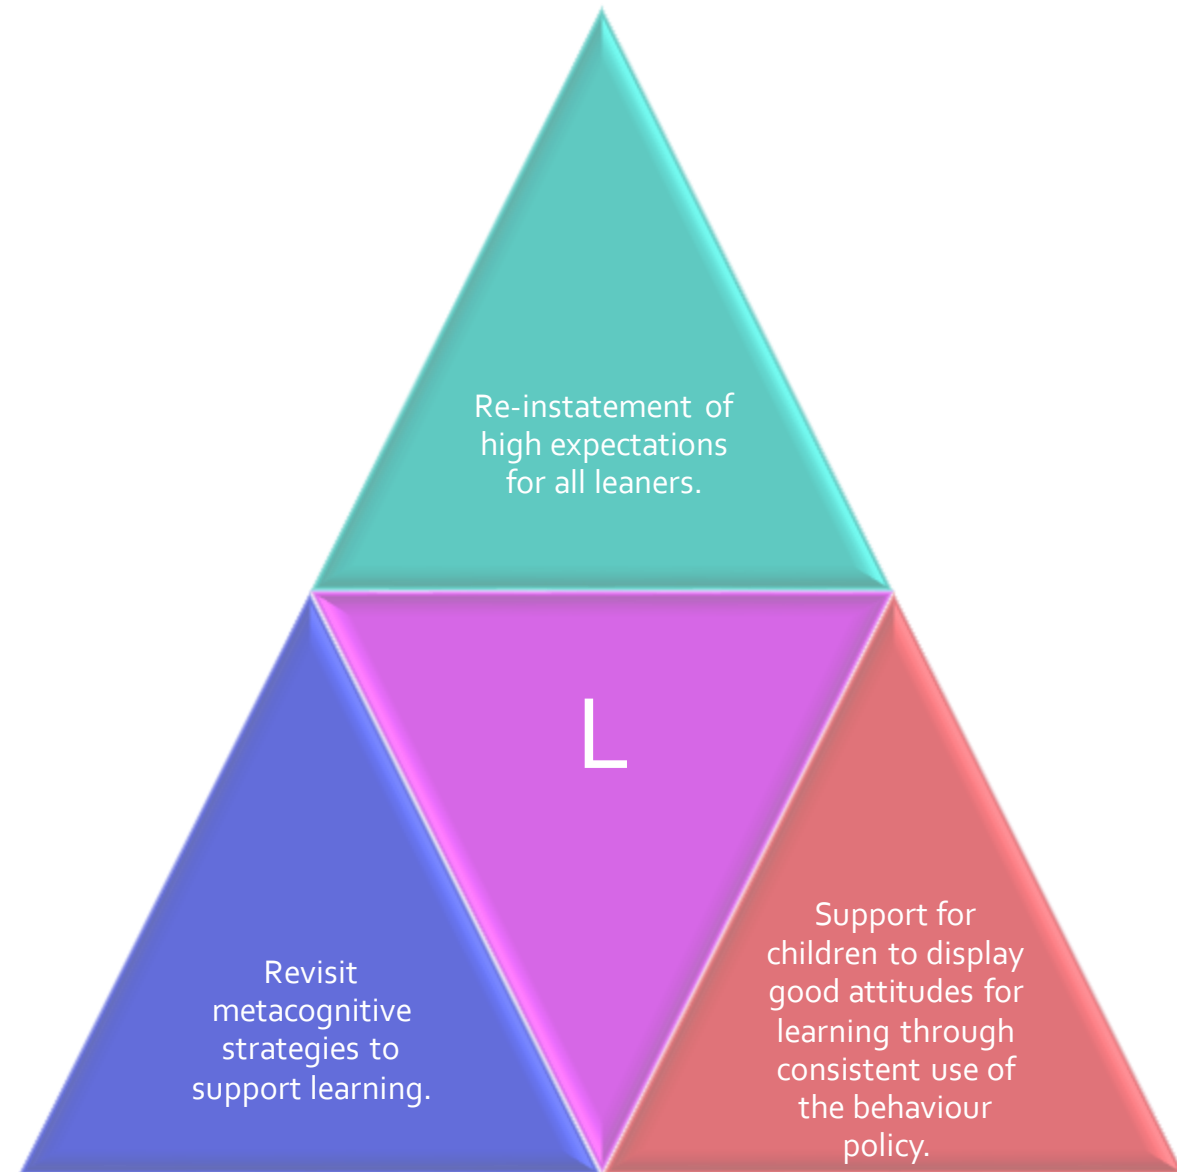 Re-instatement of
high expectations
for all leaners.
L
Revisit
metacognitive
strategies to
support learning.
Support for
children to display
good attitudes for
learning through
consistent use of
the behaviour
policy.